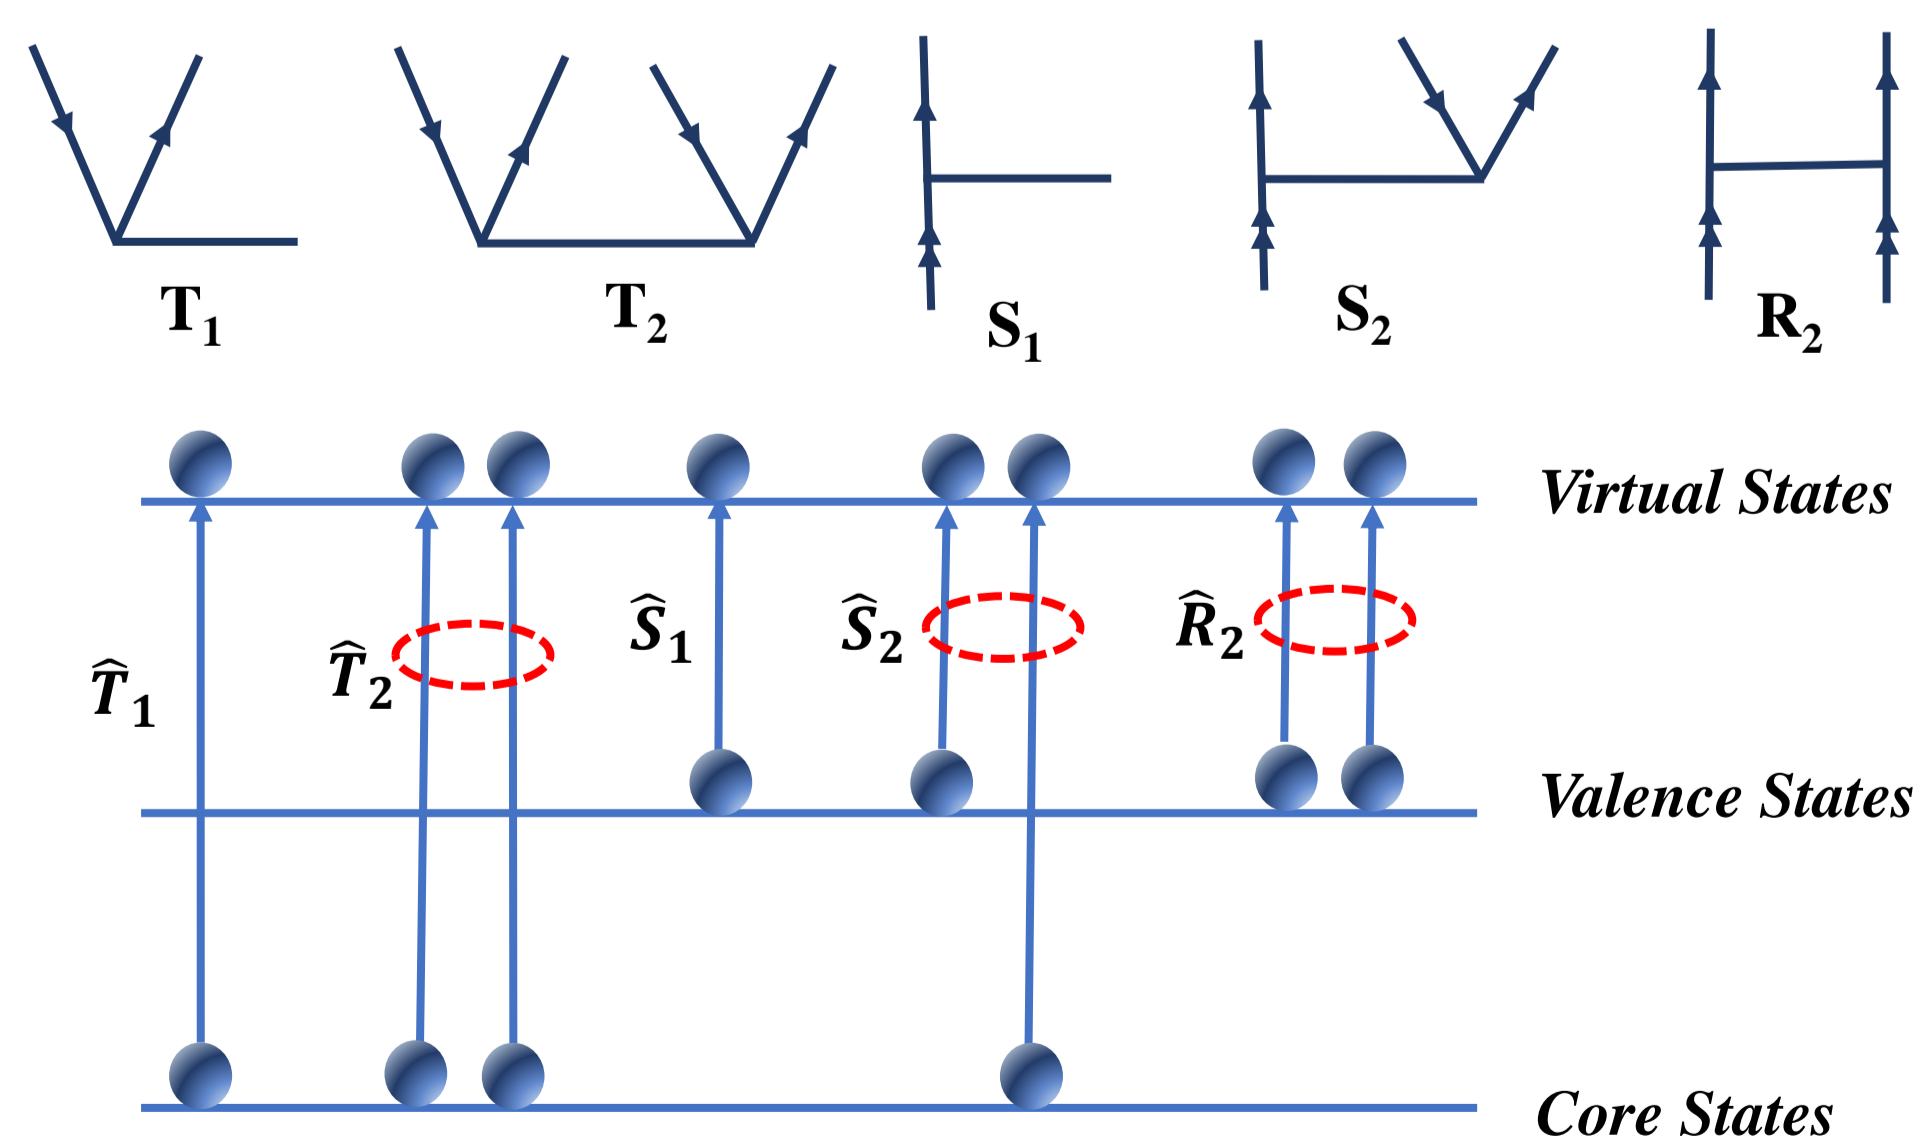 T₁
T₂
S₁
S₂
R₂
Virtual States
T̂₁
T̂₂
Ŝ₁
Ŝ₂
R̂₂
Valence States
Core States